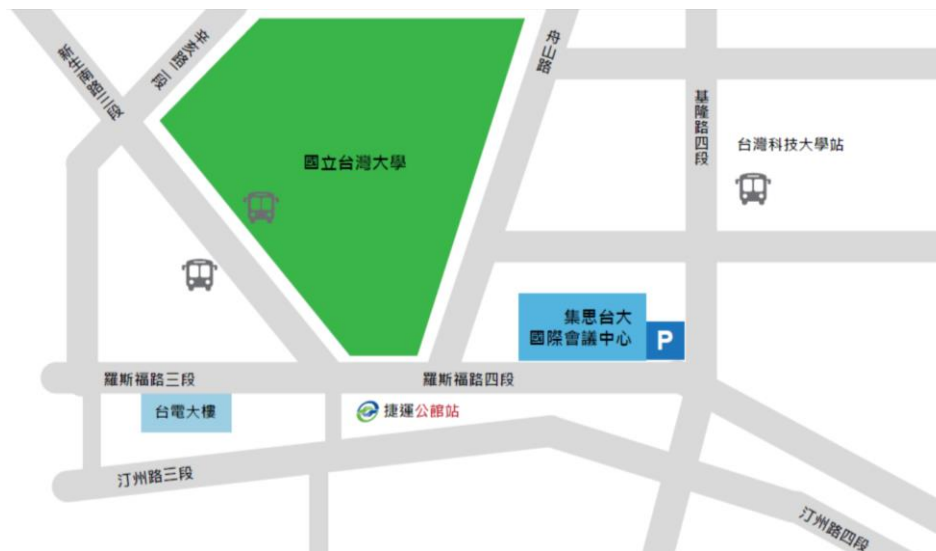 新生南路三段
辛亥路二段
舟山路
基隆路四段
國立台灣大學
台灣科技大學站
集思台大
國際會議中心
P
羅斯福路三段
羅斯福路四段
台電大樓
捷運公館站
汀州路三段
汀州路四段